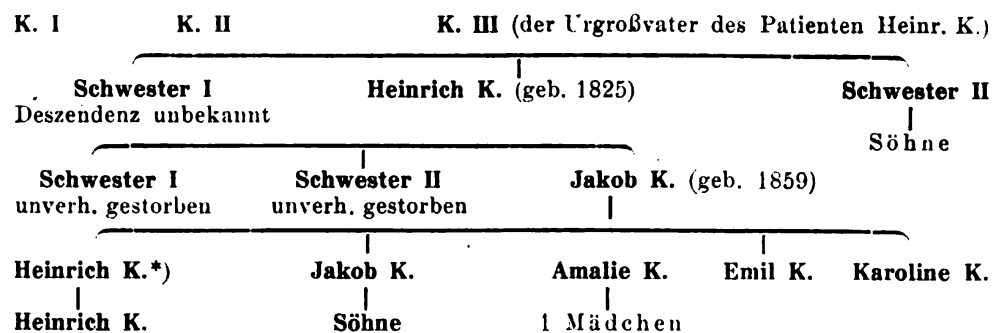 K. I K. II K. III (der Urgroßvater des Patienten Heinr. K.)
Schwester I Heinrich K. (geb. 1825) Schwester II
Deszendenz unbekannt
Söhne
Schwester I Schwester II Jakob K. (geb. 1859)
unverh. gestorben unverh. gestorben
Heinrich K.*) Jakob K. Amalie K. Emil K. Karoline K.
Heinrich K. Söhne 1 Mädchen